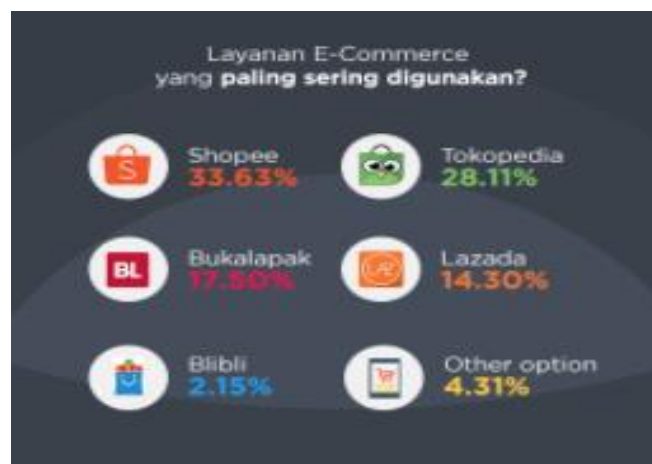 Layanan E-Commerce
yang paling sering digunakan?
Shopee
33.63%
Tokopedia
28.11%
Bukalapak
17.50%
Lazada
14.30%
Blibli
2.15%
Other option
4.31%
S
BL